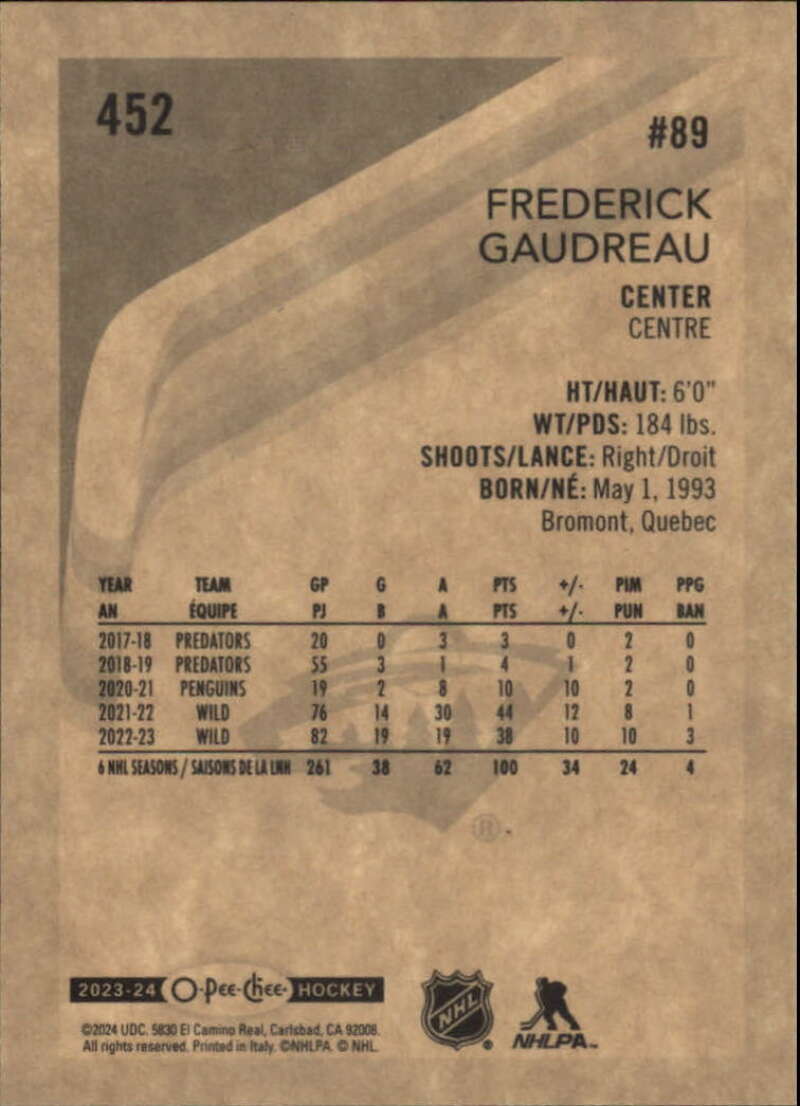 452
#89
FREDERICK
GAUDREAU
CENTER
CENTRE
HT/HAUT: 6'0"
WT/PDS: 184 lbs.
SHOOTS/LANCE: Right/Droit
BORN/NÉ: May 1, 1993
Bromont, Quebec
YEAR TEAM GP G A PTS +/- PIM PPG
AN ÉQUIPE PJ B A PTS +/- PUN BAN
2017-18 PREDATORS 20 0 3 3 0 2 0
2018-19 PREDATORS 55 3 1 4 1 2 0
2020-21 PENGUINS 19 2 8 10 10 2 0
2021-22 WILD 76 14 30 44 12 8 1
2022-23 WILD 82 19 19 38 10 10 3
6 NHL SEASONS / SAISONS DE LA LNH 261 38 62 100 34 24 4
®
2023-24 O-Pee-Chee HOCKEY
©2024 UDC. 5830 El Camino Real, Carlsbad, CA 92008.
All rights reserved. Printed in Italy. ©NHLPA. © NHL.
NHL ®
NHLPA™